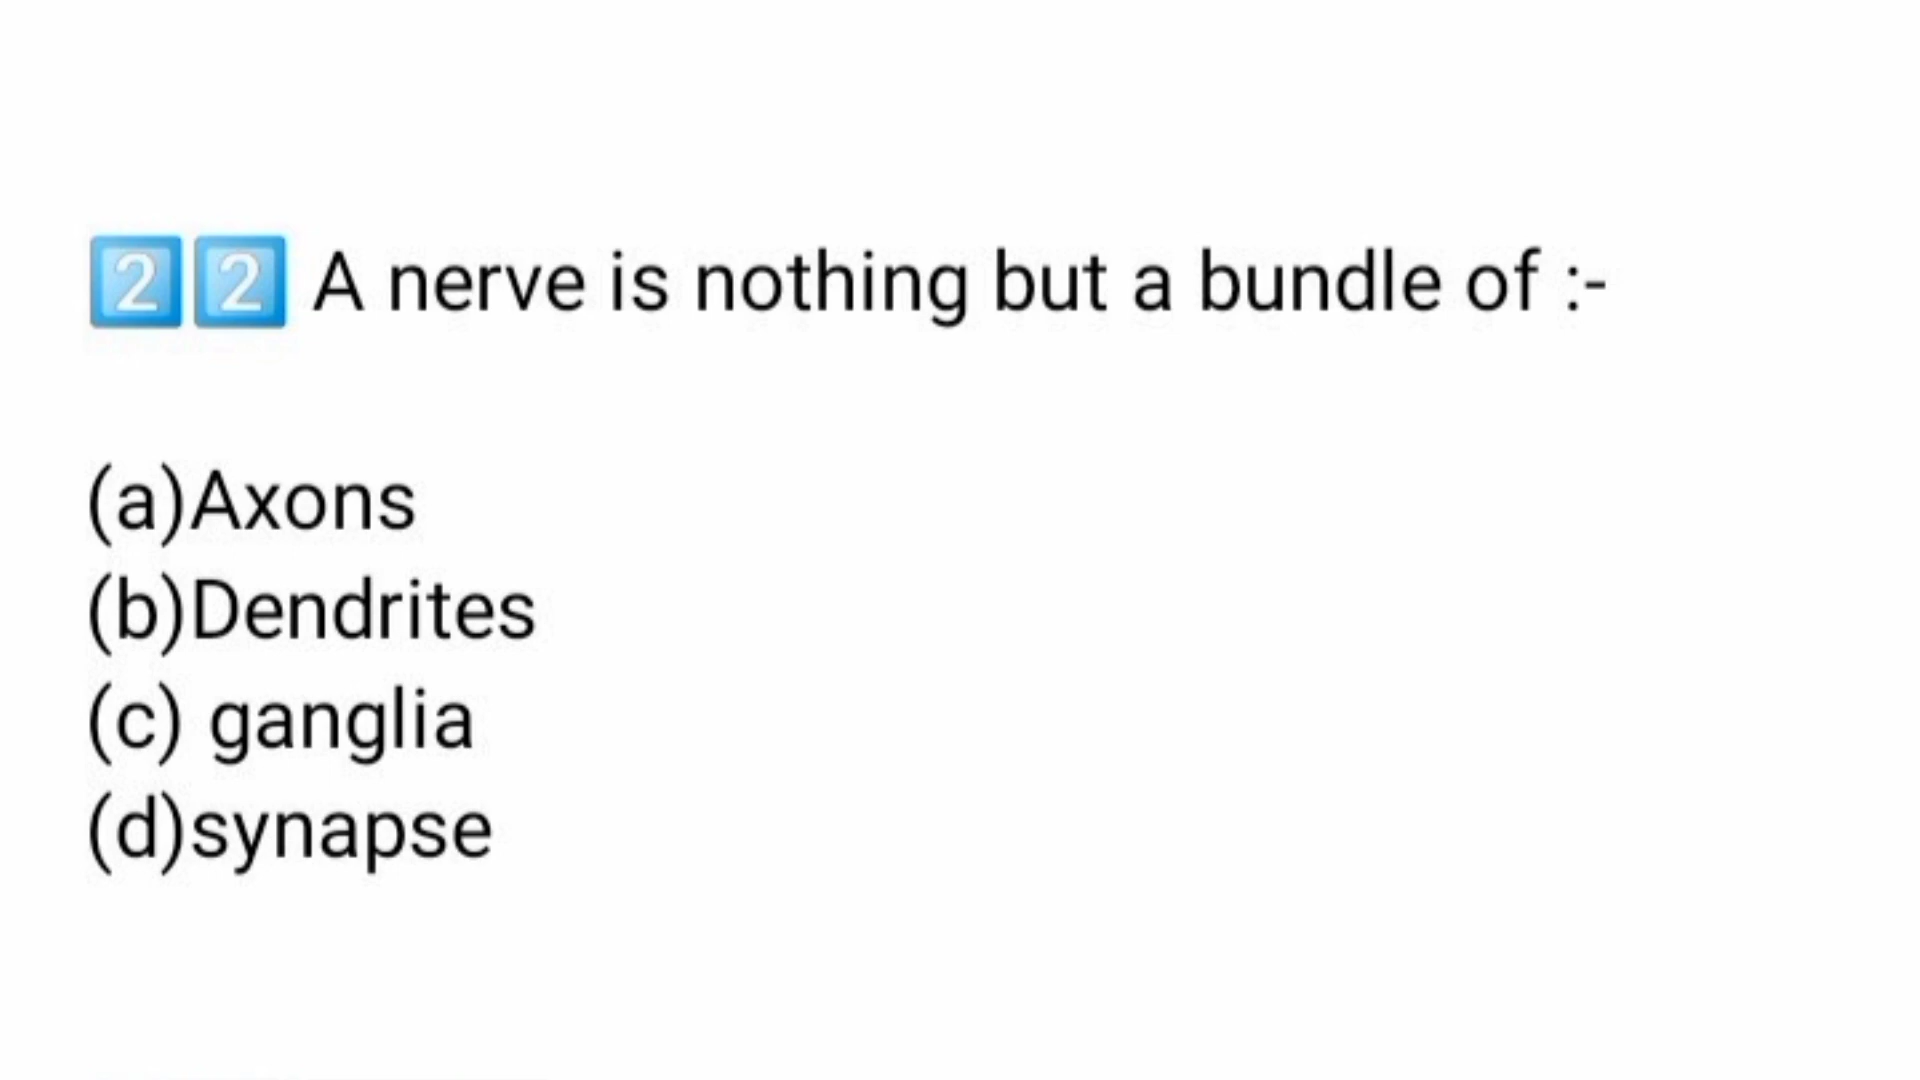 2️⃣2️⃣ A nerve is nothing but a bundle of :-
(a)Axons
(b)Dendrites
(c) ganglia
(d)synapse